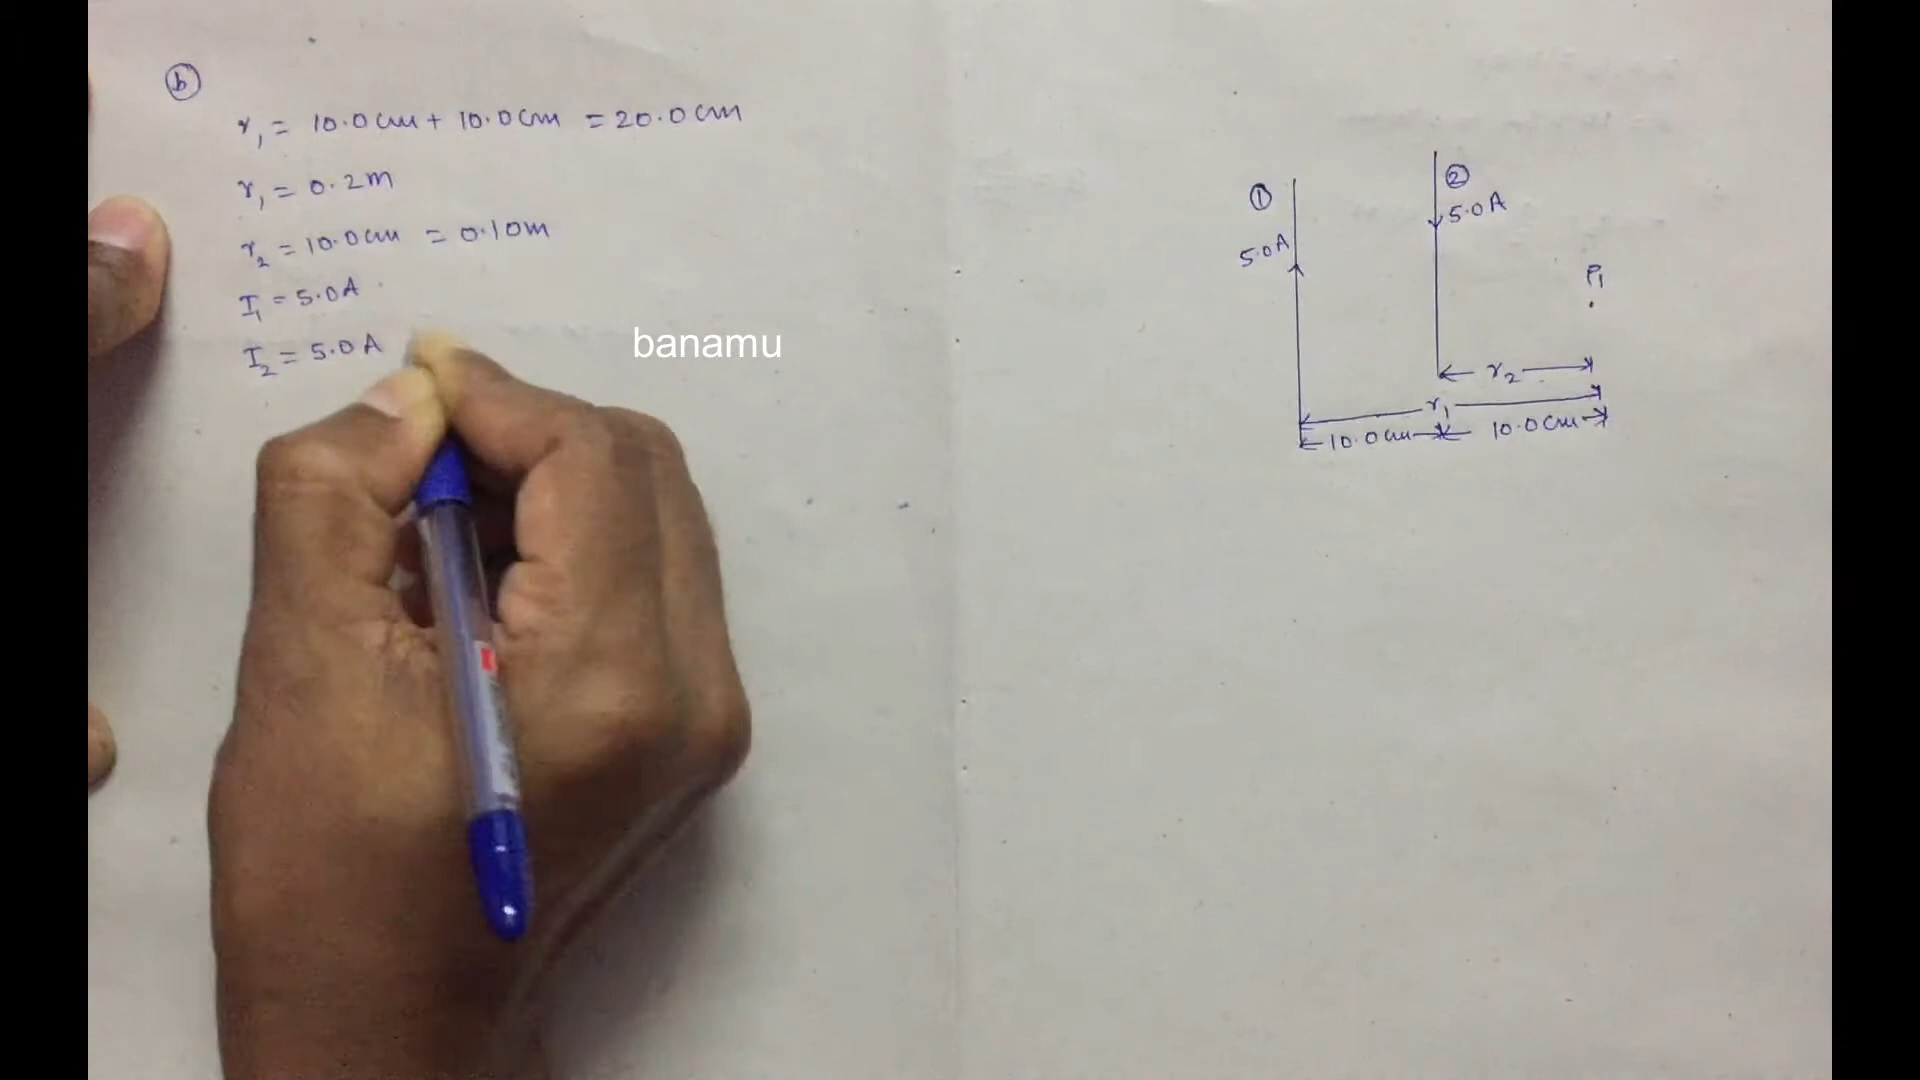 b
r₁ = 10.0cm + 10.0cm = 20.0cm
r₁ = 0.2m
r₂ = 10.0cm = 0.10m
I₁ = 5.0A
I₂ = 5.0A
banamu
① ②
5.0A 5.0A
P₁
r₂
r₁
10.0cm 10.0cm